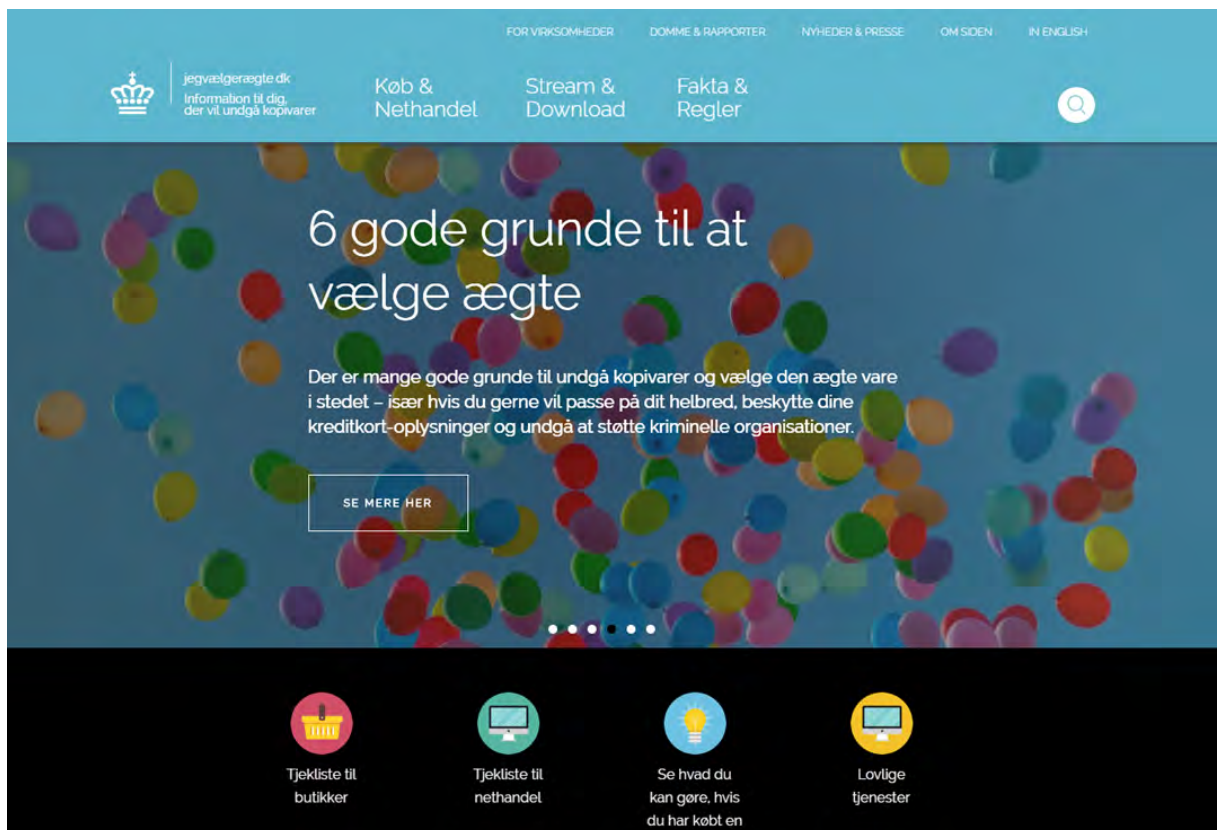 FOR VIRKSOMHEDER DOMME & RAPPORTER NYHEDER & PRESSE OM SIDEN IN ENGLISH
jegvælgerægte.dk
Information til dig,
der vil undgå kopivarer
Køb &
Nethandel
Stream &
Download
Fakta &
Regler
6 gode grunde til at
vælge ægte
Der er mange gode grunde til undgå kopivarer og vælge den ægte vare
i stedet – især hvis du gerne vil passe på dit helbred, beskytte dine
kreditkort-oplysninger og undgå at støtte kriminelle organisationer.
SE MERE HER
Tjekliste til
butikker
Tjekliste til
nethandel
Se hvad du
kan gøre, hvis
du har købt en
Lovlige
tjenester